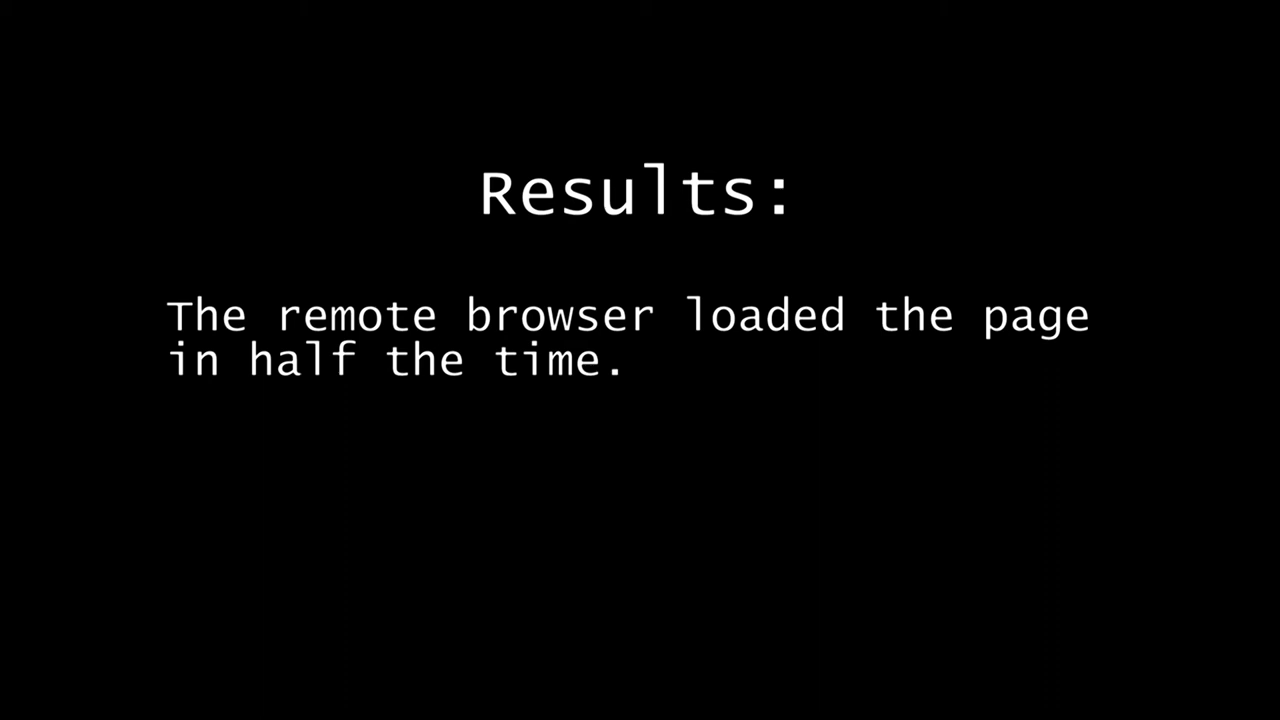 Results:
The remote browser loaded the page
in half the time.